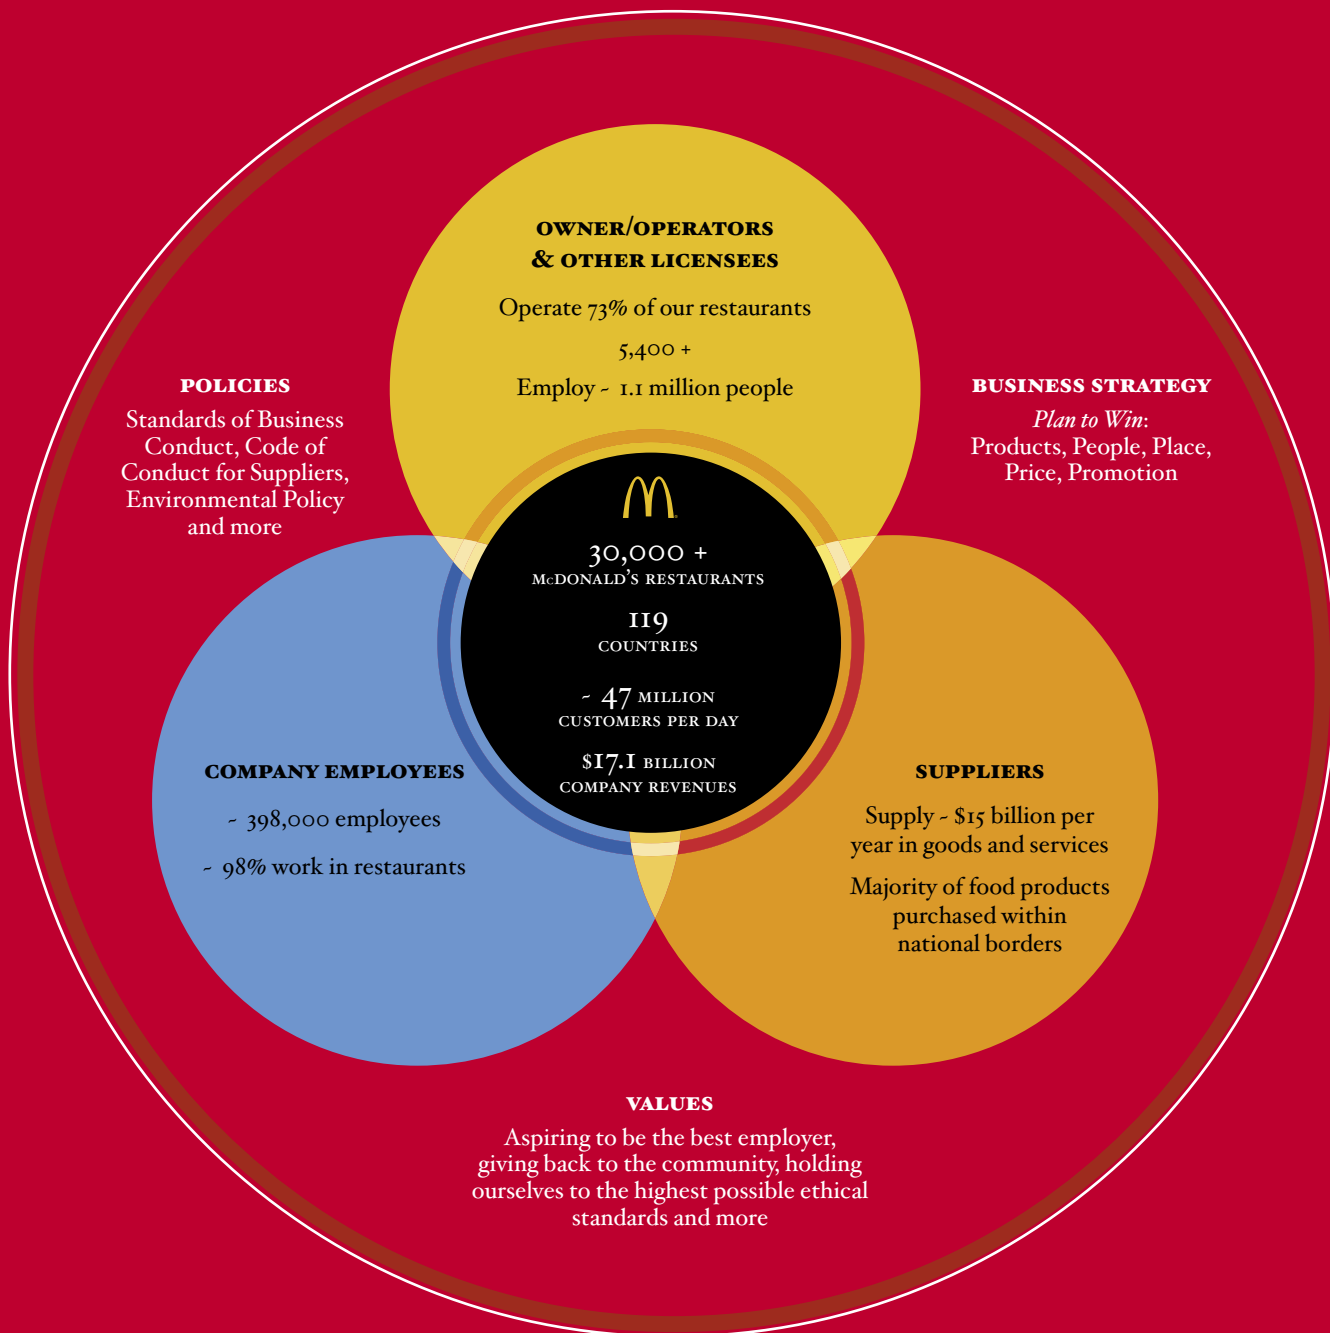 OWNER/OPERATORS
& OTHER LICENSEES
Operate 73% of our restaurants
5,400 +
Employ ~ 1.1 million people
POLICIES
Standards of Business
Conduct, Code of
Conduct for Suppliers,
Environmental Policy
and more
BUSINESS STRATEGY
Plan to Win:
Products, People, Place,
Price, Promotion
30,000 +
McDONALD'S RESTAURANTS
119
COUNTRIES
~ 47 MILLION
CUSTOMERS PER DAY
$17.1 BILLION
COMPANY REVENUES
COMPANY EMPLOYEES
~ 398,000 employees
~ 98% work in restaurants
SUPPLIERS
Supply ~ $15 billion per
year in goods and services
Majority of food products
purchased within
national borders
VALUES
Aspiring to be the best employer,
giving back to the community, holding
ourselves to the highest possible ethical
standards and more